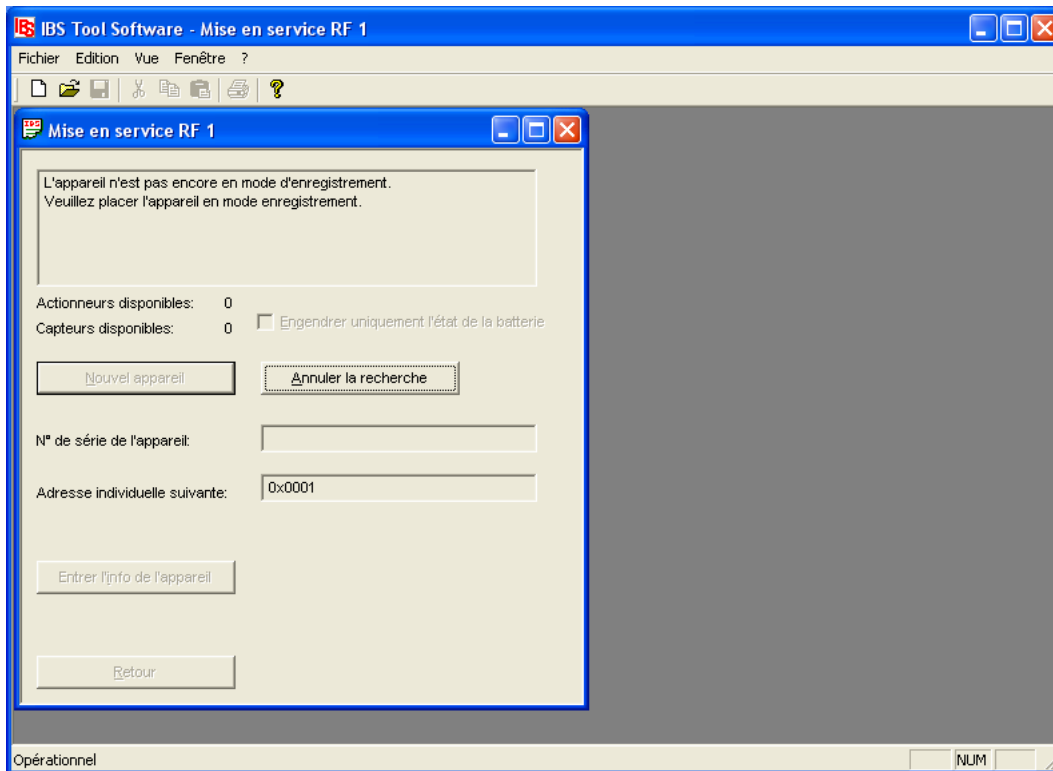 IBS IBS Tool Software - Mise en service RF 1
Fichier Edition Vue Fenêtre ?
Mise en service RF 1
L'appareil n'est pas encore en mode d'enregistrement.
Veuillez placer l'appareil en mode enregistrement.
Actionneurs disponibles: 0
Capteurs disponibles: 0
Engendrer uniquement l'état de la batterie
Nouvel appareil Annuler la recherche
N° de série de l'appareil:
Adresse individuelle suivante: 0x0001
Entrer l'info de l'appareil
Retour
Opérationnel NUM